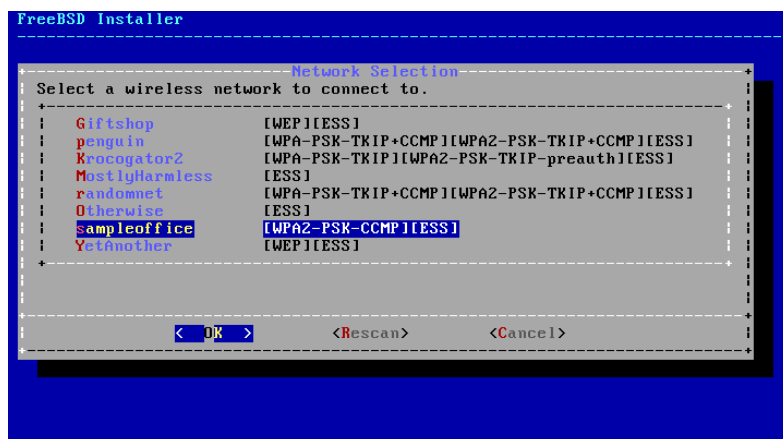 FreeBSD Installer
Network Selection
Select a wireless network to connect to.
Giftshop [WEP][ESS]
penguin [WPA-PSK-TKIP+CCMP][WPA2-PSK-TKIP+CCMP][ESS]
Krocogator2 [WPA-PSK-TKIP][WPA2-PSK-TKIP-preauth][ESS]
MostlyHarmless [ESS]
randomnet [WPA-PSK-TKIP+CCMP][WPA2-PSK-TKIP+CCMP][ESS]
Otherwise [ESS]
sampleoffice [WPA2-PSK-CCMP][ESS]
YetAnother [WEP][ESS]
< OK > <Rescan> <Cancel>